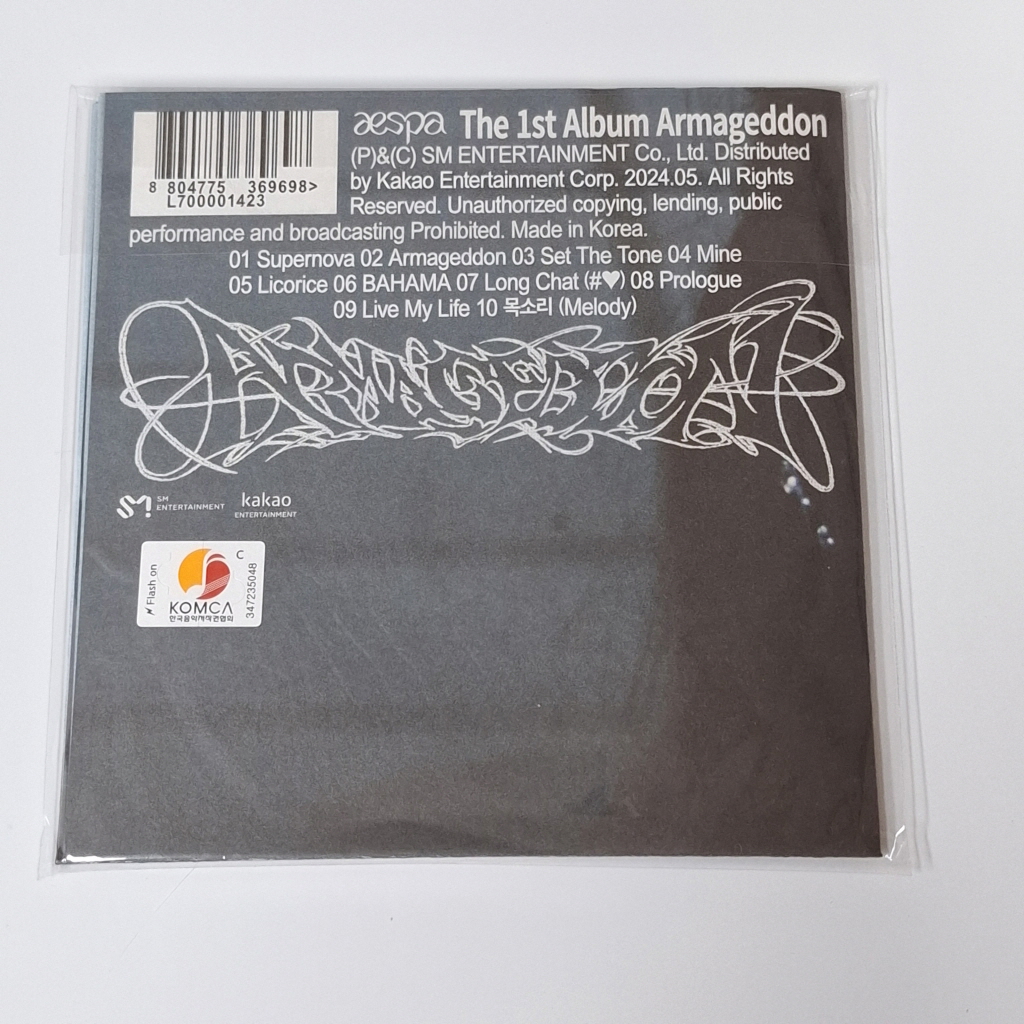 8 804775 369698>
L700001423
aespa The 1st Album Armageddon
(P)&(C) SM ENTERTAINMENT Co., Ltd. Distributed
by Kakao Entertainment Corp. 2024.05. All Rights
Reserved. Unauthorized copying, lending, public
performance and broadcasting Prohibited. Made in Korea.
01 Supernova 02 Armageddon 03 Set The Tone 04 Mine
05 Licorice 06 BAHAMA 07 Long Chat (#♥) 08 Prologue
09 Live My Life 10 목소리 (Melody)
ARMAGEDDON
SM ENTERTAINMENT
kakao
ENTERTAINMENT
Flash on
C
KOMCA
한국음악저작권협회
347235048